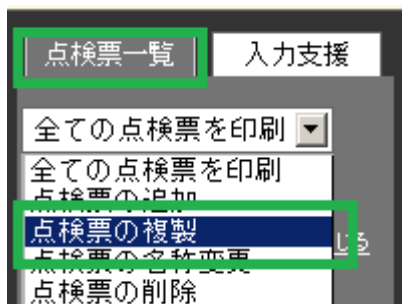 点検票一覧 入力支援
全ての点検票を印刷
全ての点検票を印刷
点検票の追加
点検票の複製
じる
点検票の名称変更
点検票の削除